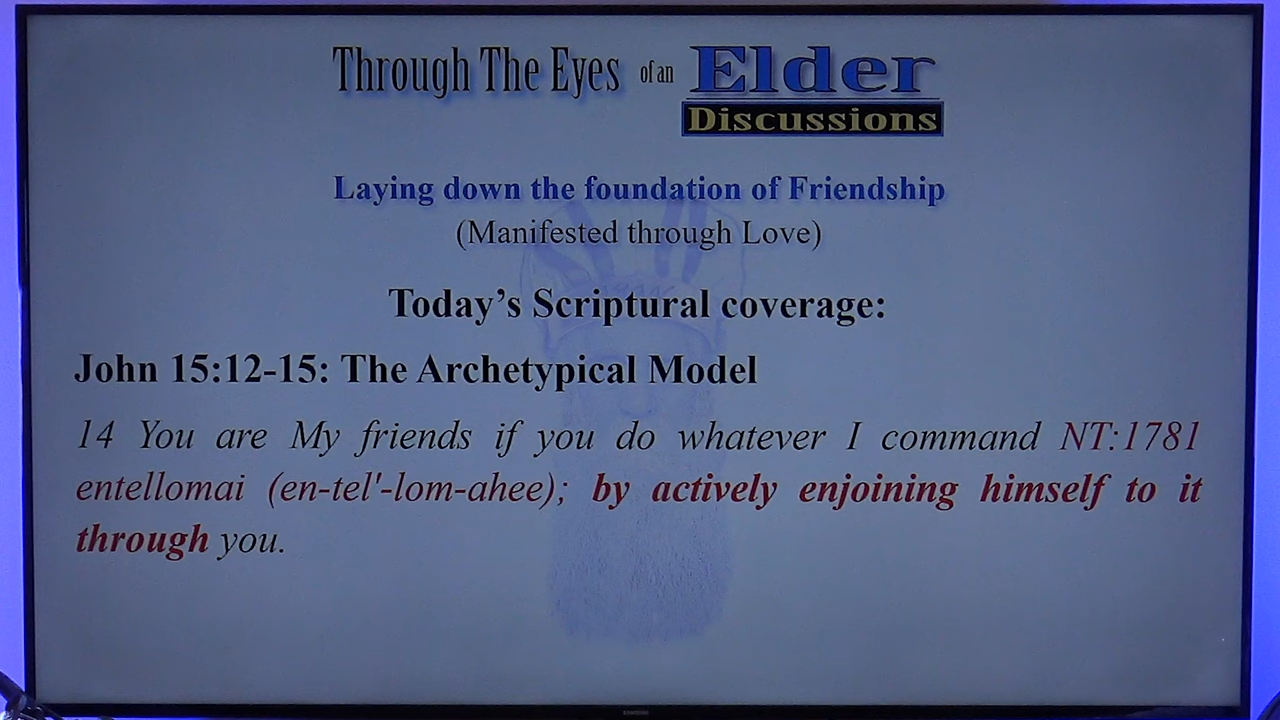 Through The Eyes of an Elder
Discussions
Laying down the foundation of Friendship
(Manifested through Love)
Today’s Scriptural coverage:
John 15:12-15: The Archetypical Model
14 You are My friends if you do whatever I command NT:1781
entellomai (en-tel'-lom-ahee); by actively enjoining himself to it
through you.